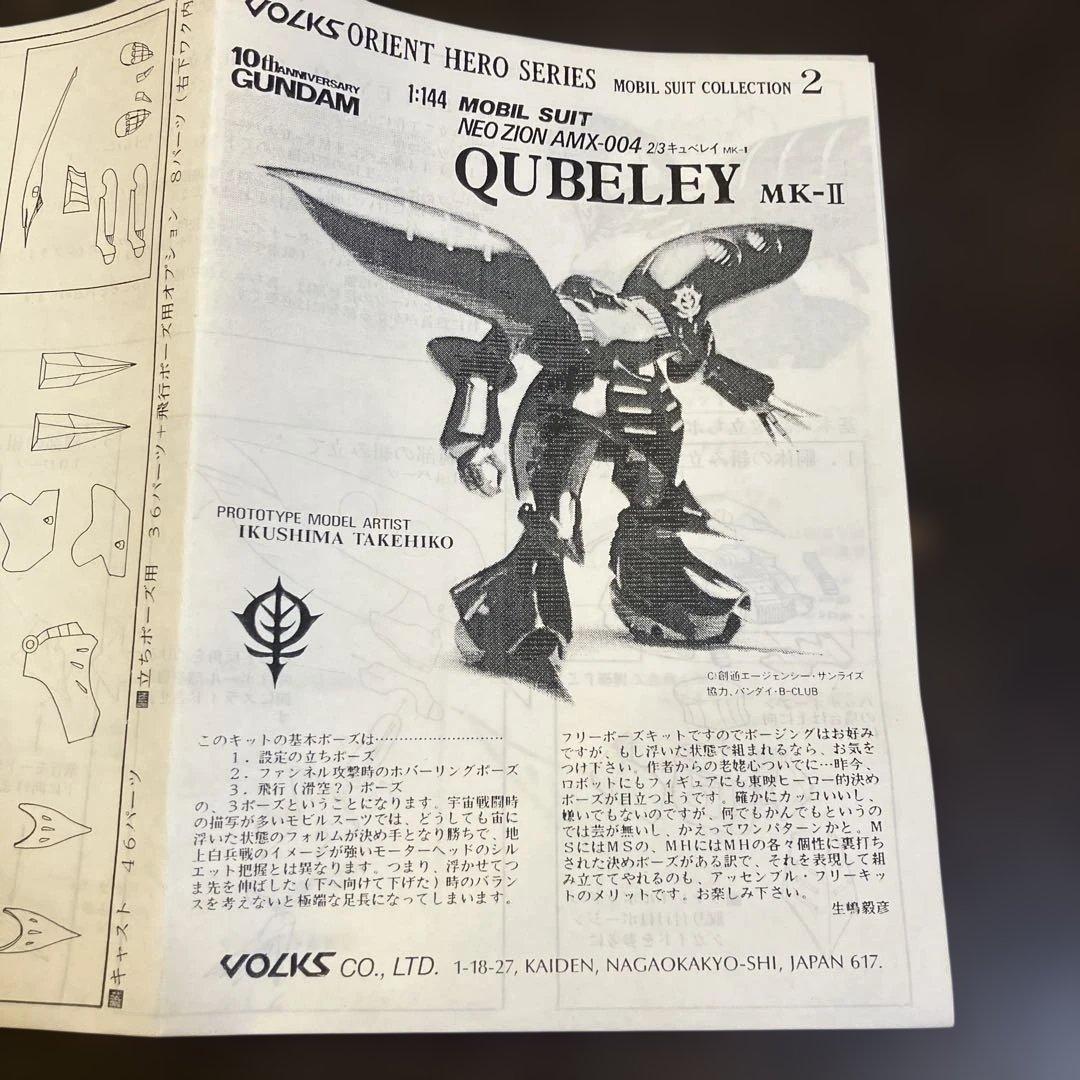 VOLKS ORIENT HERO SERIES MOBIL SUIT COLLECTION 2
10th ANNIVERSARY
GUNDAM
1:144 MOBIL SUIT
NEO ZION AMX-004 2/3 キュベレイ MK-II
QUBELEY MK-II
PROTOTYPE MODEL ARTIST
IKUSHIMA TAKEHIKO
C)創通エージェンシー・サンライズ
協力、バンダイ・B-CLUB
このキットの基本ポーズは……………………
1.設定の立ちポーズ
2.ファンネル攻撃時のホバーリングポーズ
3.飛行(滑空?)ポーズ
の、3ポーズということになります。宇宙戦闘時
の描写が多いモビルスーツでは、どうしても宙に
浮いた状態のフォルムが決め手となり勝ちで、地
上白兵戦のイメージが強いモーターヘッドのシル
エット把握とは異なります。つまり、浮かせてつ
ま先を伸ばした(下へ向けて下げた)時のバラン
スを考えないと極端な足長になってしまいます。
フリーポーズキットですのでポージングはお好み
ですが、もし浮いた状態で組まれるなら、お気を
つけ下さい。作者からの老婆心ついでに…昨今、
ロボットにもフィギュアにも東映ヒーロー的決め
ポーズが目立つようです。確かにカッコいいし、
嫌いでもないのですが、何でもかんでもというの
では芸が無いし、かえってワンパターンかと。M
SにはMSの、MHにはMHの各々個性に裏打ち
された決めポーズがある訳で、それを表現して組
み立ててやれるのも、アッセンブル・フリーキッ
トのメリットです。お楽しみ下さい。
生嶋毅彦
VOLKS CO., LTD. 1-18-27, KAIDEN, NAGAOKAKYO-SHI, JAPAN 617.
キャスト 46パーツ
立ちポーズ用 36パーツ+飛行ポーズ用オプション 8パーツ(右下ワク内